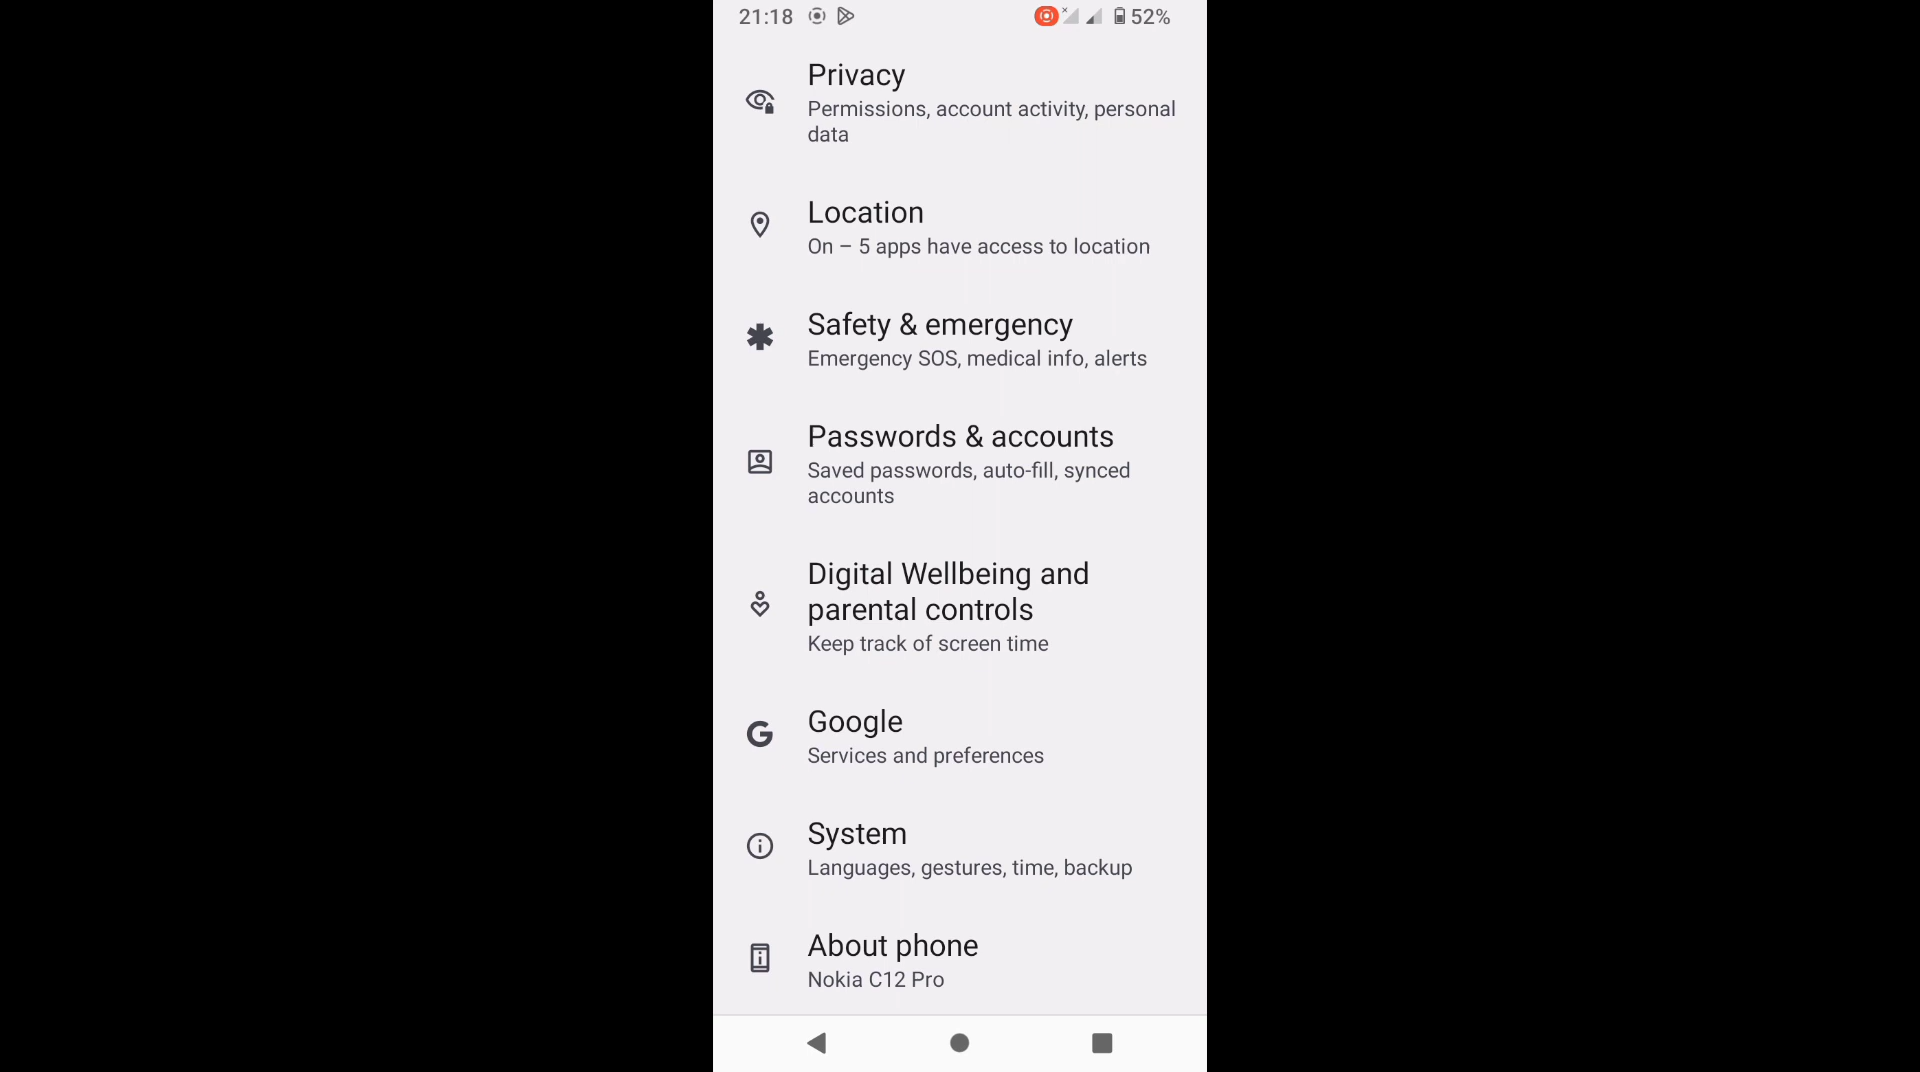 21:18 52%
Privacy
Permissions, account activity, personal
data
Location
On – 5 apps have access to location
Safety & emergency
Emergency SOS, medical info, alerts
Passwords & accounts
Saved passwords, auto-fill, synced
accounts
Digital Wellbeing and
parental controls
Keep track of screen time
Google
Services and preferences
System
Languages, gestures, time, backup
About phone
Nokia C12 Pro